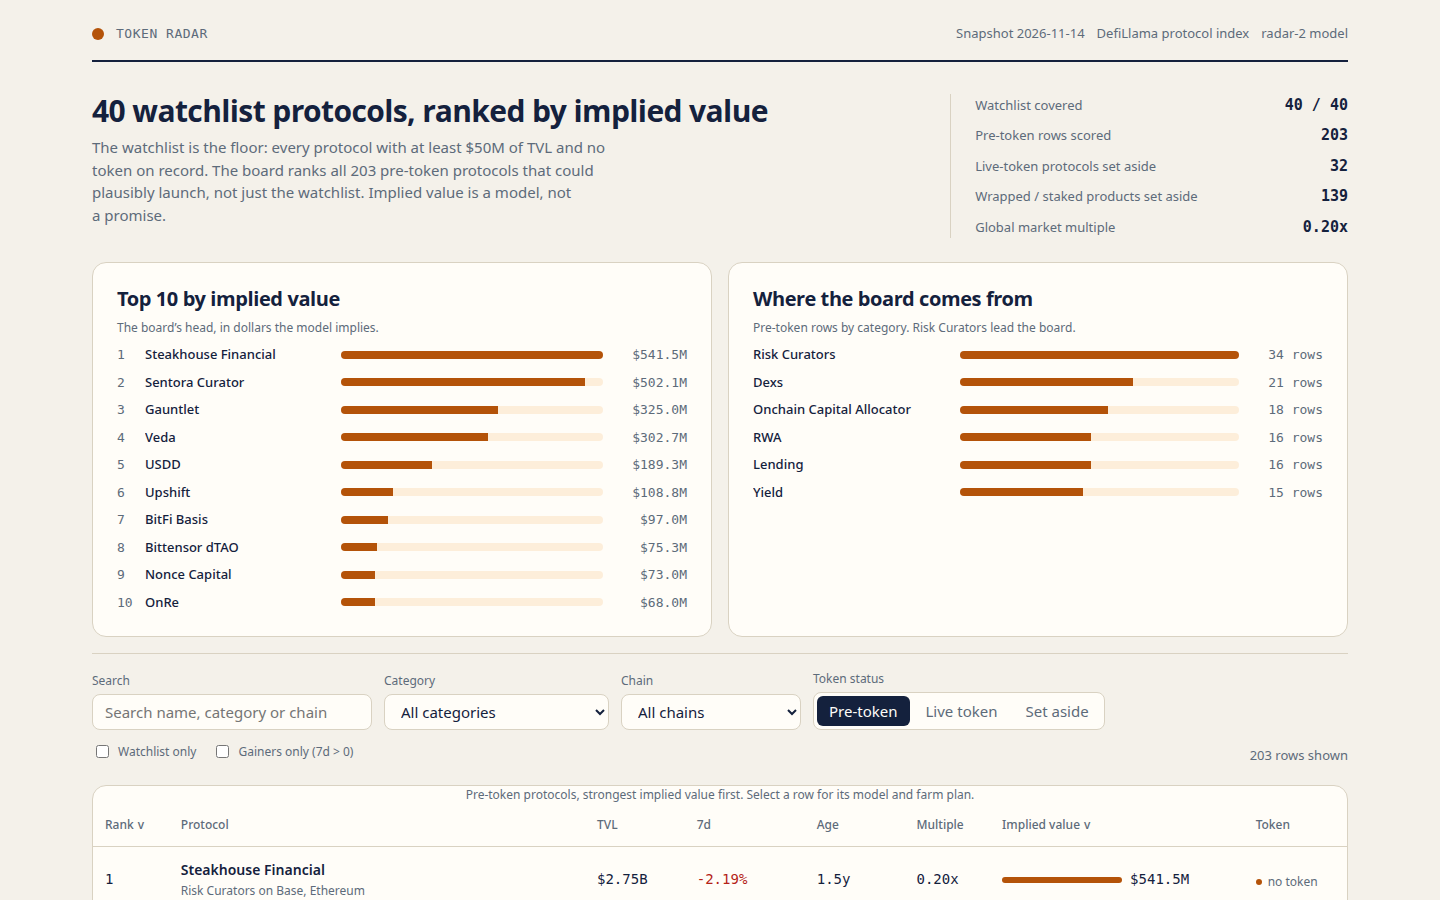 TOKEN RADAR
Snapshot 2026-11-14 DefiLlama protocol index radar-2 model
40 watchlist protocols, ranked by implied value
The watchlist is the floor: every protocol with at least $50M of TVL and no
token on record. The board ranks all 203 pre-token protocols that could
plausibly launch, not just the watchlist. Implied value is a model, not
a promise.
Watchlist covered 40 / 40
Pre-token rows scored 203
Live-token protocols set aside 32
Wrapped / staked products set aside 139
Global market multiple 0.20x
Top 10 by implied value
The board's head, in dollars the model implies.
1 Steakhouse Financial $541.5M
2 Sentora Curator $502.1M
3 Gauntlet $325.0M
4 Veda $302.7M
5 USDD $189.3M
6 Upshift $108.8M
7 BitFi Basis $97.0M
8 Bittensor dTAO $75.3M
9 Nonce Capital $73.0M
10 OnRe $68.0M
Where the board comes from
Pre-token rows by category. Risk Curators lead the board.
Risk Curators 34 rows
Dexs 21 rows
Onchain Capital Allocator 18 rows
RWA 16 rows
Lending 16 rows
Yield 15 rows
Search Category Chain Token status
Search name, category or chain All categories All chains Pre-token Live token Set aside
Watchlist only Gainers only (7d > 0) 203 rows shown
Pre-token protocols, strongest implied value first. Select a row for its model and farm plan.
Rank v Protocol TVL 7d Age Multiple Implied value v Token
1 Steakhouse Financial $2.75B -2.19% 1.5y 0.20x $541.5M no token
Risk Curators on Base, Ethereum